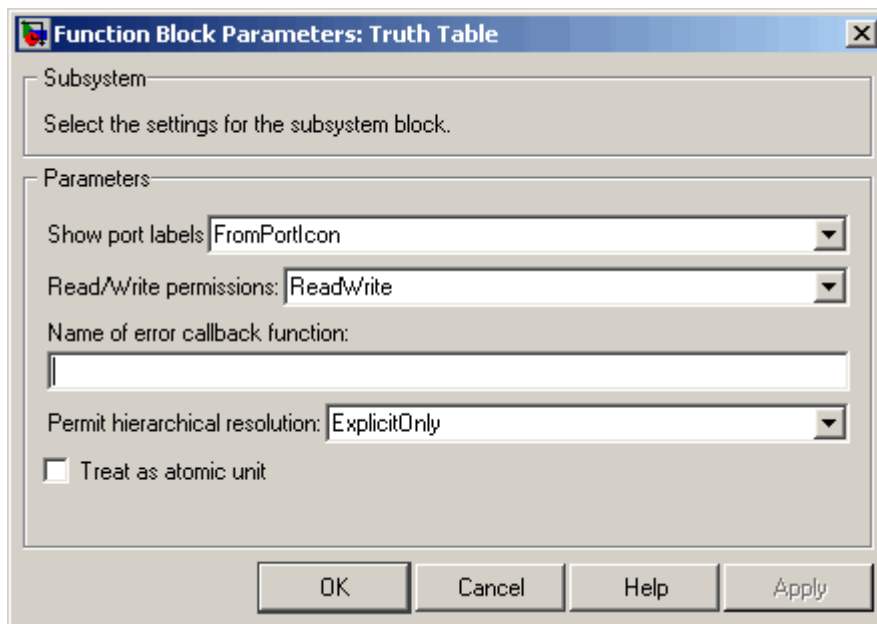 Function Block Parameters: Truth Table
Subsystem
Select the settings for the subsystem block.
Parameters
Show port labels FromPortIcon
Read/Write permissions: ReadWrite
Name of error callback function:
Permit hierarchical resolution: ExplicitOnly
Treat as atomic unit
OK Cancel Help Apply